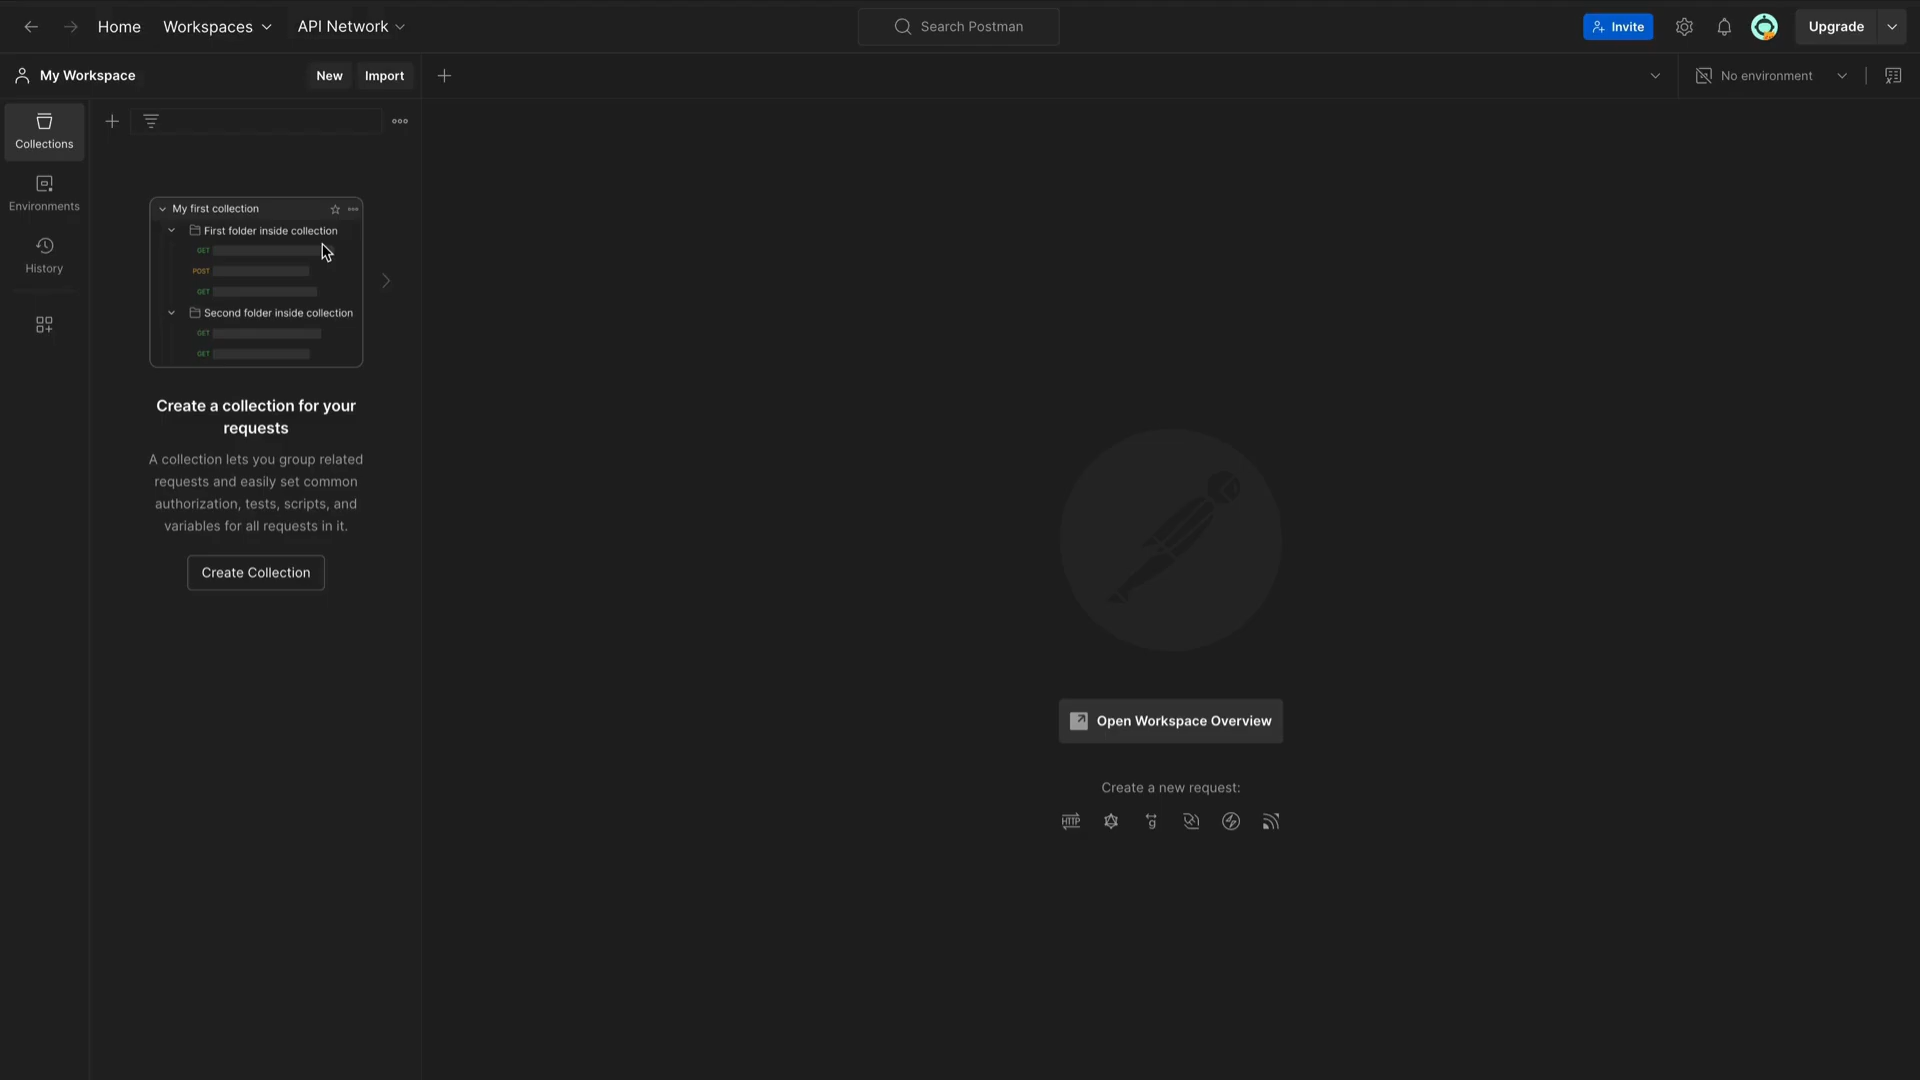 Home
Workspaces
API Network
Search Postman
Invite
Upgrade
My Workspace
New
Import
No environment
Collections
Environments
History
My first collection
First folder inside collection
GET
POST
GET
Second folder inside collection
GET
GET
Create a collection for your
requests
A collection lets you group related
requests and easily set common
authorization, tests, scripts, and
variables for all requests in it.
Create Collection
Open Workspace Overview
Create a new request:
HTTP
g